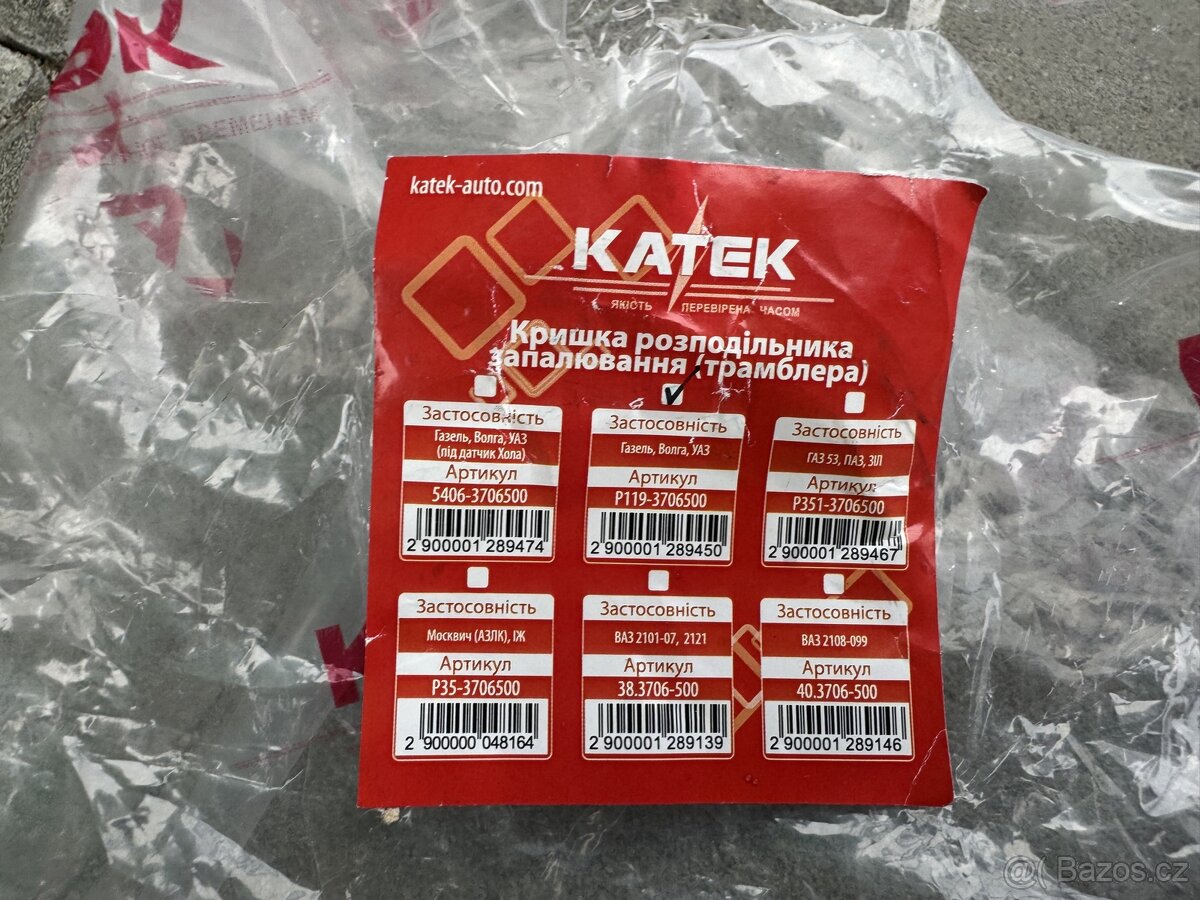 ВРЕМЕНЕМ
katek-auto.com
KATEK
ЯКІСТЬ ПЕРЕВІРЕНА ЧАСОМ
Кришка розподільника
запалювання (трамблера)
Застосовність
Газель, Волга, УАЗ
(під датчик Хола)
Артикул
5406-3706500
2 900001 289474
Застосовність
Газель, Волга, УАЗ
Артикул
Р119-3706500
2 900001 289450
Застосовність
ГАЗ 53, ПАЗ, ЗІЛ
Артикул
Р351-3706500
2 900001 289467
Застосовність
Москвич (АЗЛК), ІЖ
Артикул
Р35-3706500
2 900000 048164
Застосовність
ВАЗ 2101-07, 2121
Артикул
38.3706-500
2 900001 289139
Застосовність
ВАЗ 2108-099
Артикул
40.3706-500
2 900001 289146
Bazos.cz